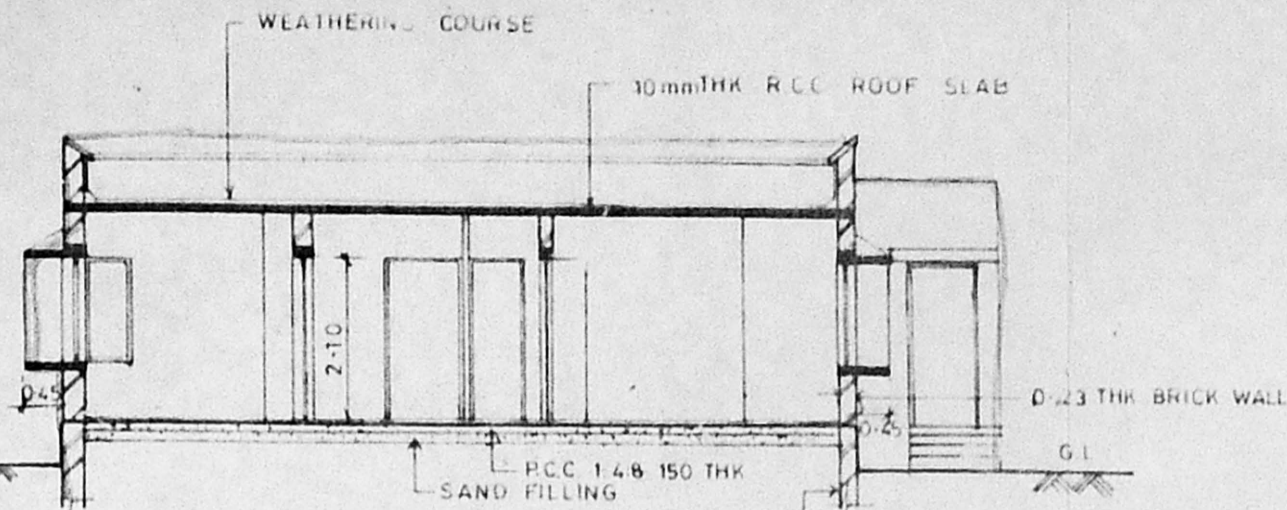 WEATHERING COURSE
10mm THK R.C.C ROOF SLAB
2·10
0·45
0·23 THK BRICK WALL
0·45
G.L
P.C.C 1:4:8 150 THK
SAND FILLING